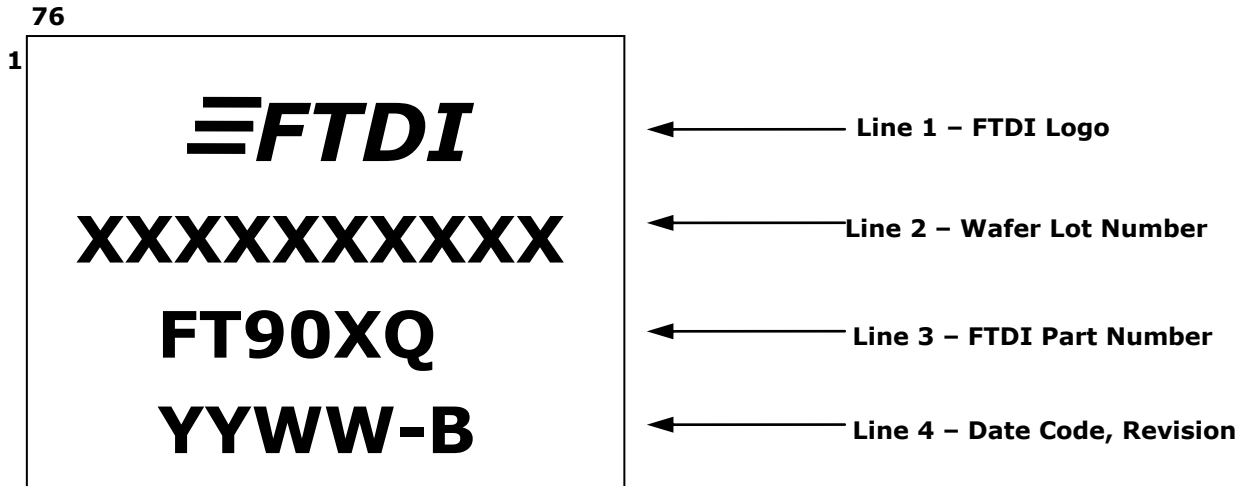 76
1
FTDI
Line 1 – FTDI Logo
XXXXXXXXXX
Line 2 – Wafer Lot Number
FT90XQ
Line 3 – FTDI Part Number
YYWW-B
Line 4 – Date Code, Revision